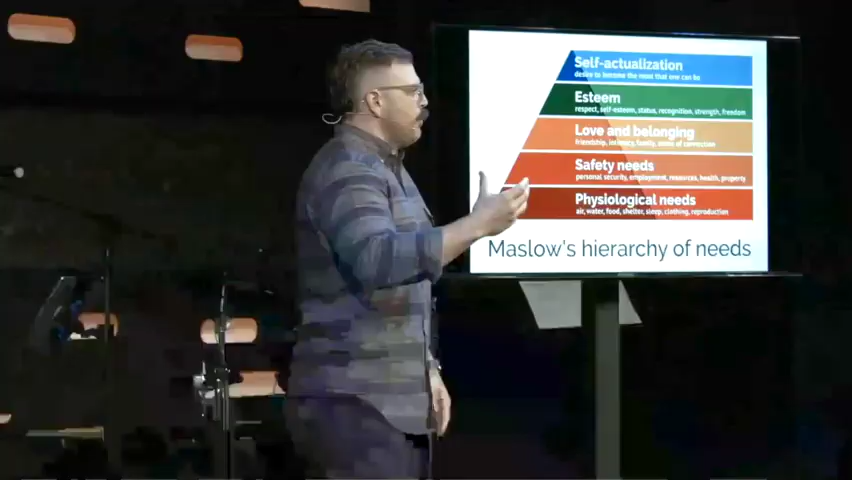 Self-actualization
desire to become the most that one can be
Esteem
respect, self-esteem, status, recognition, strength, freedom
Love and belonging
friendship, intimacy, family, sense of connection
Safety needs
personal security, employment, resources, health, property
Physiological needs
air, water, food, shelter, sleep, clothing, reproduction
Maslow's hierarchy of needs